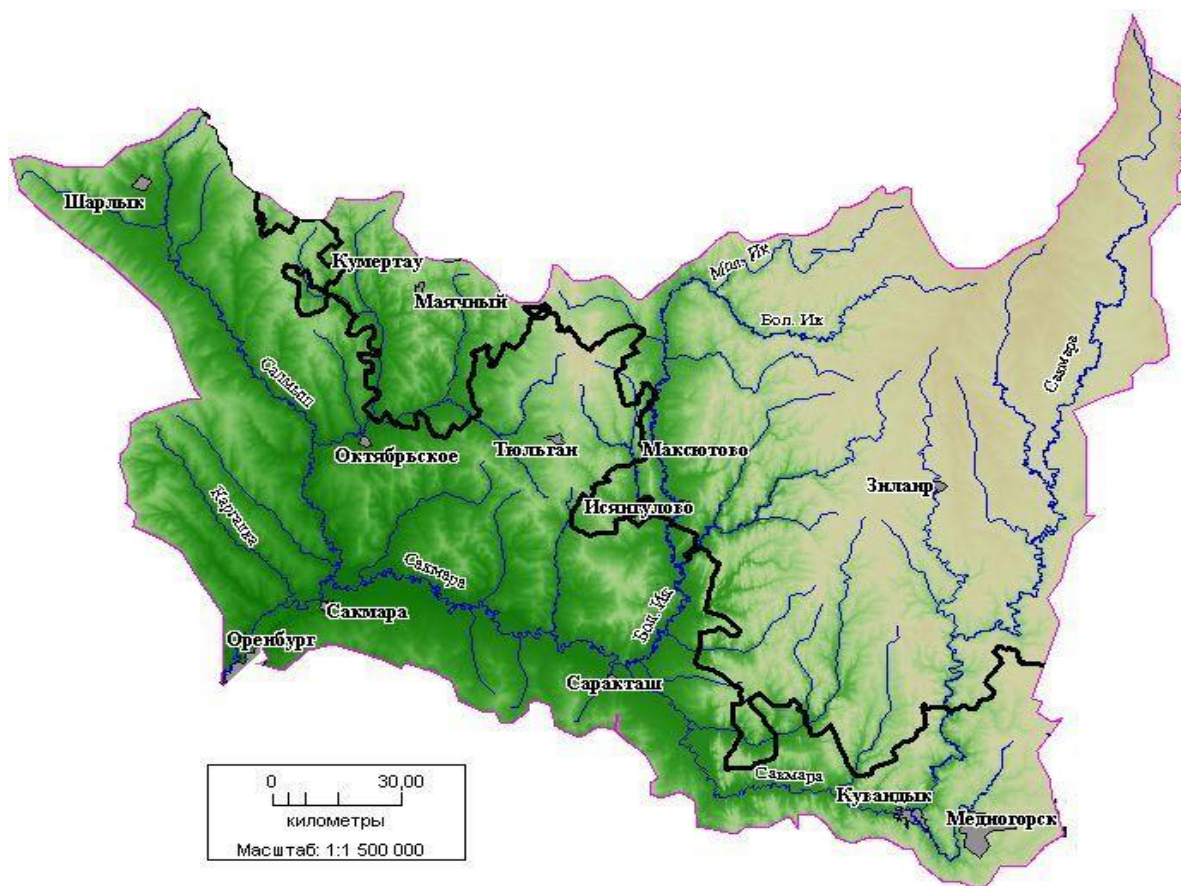 Шарлык
Кумертау
Маячный
Мал. Ик
Бол. Ик
Сакмара
Салмыш
Октябрьское
Тюльган
Максютово
Зилаир
Исянгулово
Каргалка
Сакмара
Сакмара
Бол. Ик
Оренбург
Саракташ
Сакмара
Кувандык
Медногорск
0 30,00
километры
Масштаб: 1:1 500 000